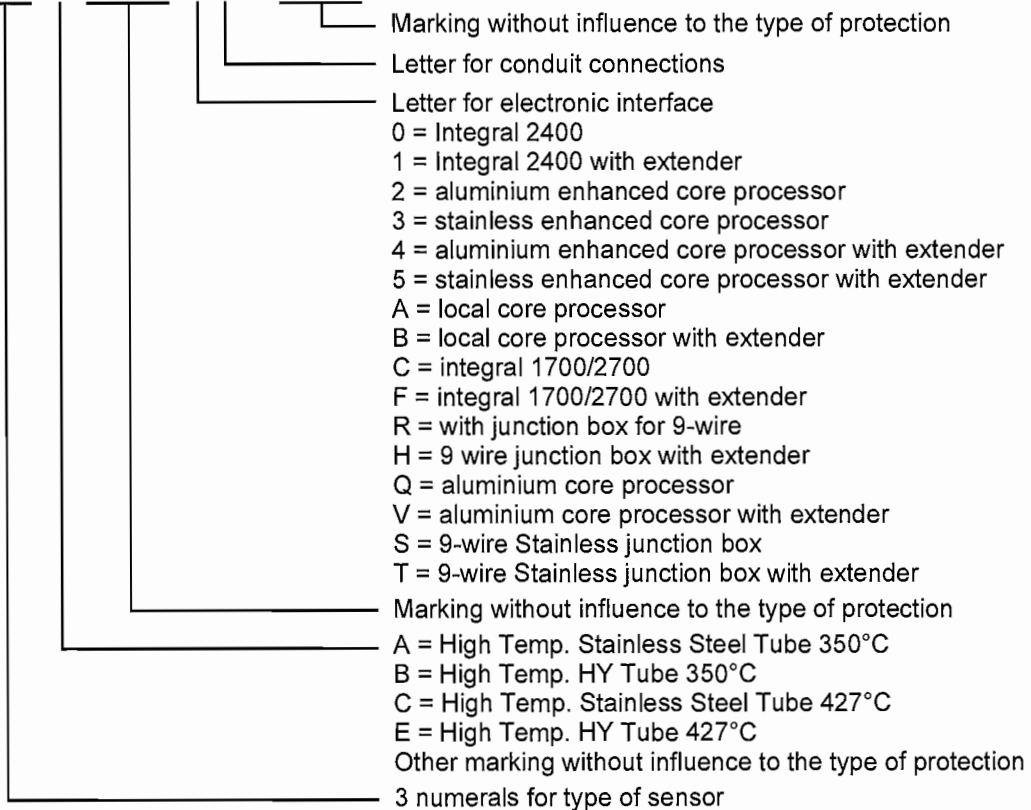 Marking without influence to the type of protection
Letter for conduit connections
Letter for electronic interface
0 = Integral 2400
1 = Integral 2400 with extender
2 = aluminium enhanced core processor
3 = stainless enhanced core processor
4 = aluminium enhanced core processor with extender
5 = stainless enhanced core processor with extender
A = local core processor
B = local core processor with extender
C = integral 1700/2700
F = integral 1700/2700 with extender
R = with junction box for 9-wire
H = 9 wire junction box with extender
Q = aluminium core processor
V = aluminium core processor with extender
S = 9-wire Stainless junction box
T = 9-wire Stainless junction box with extender
Marking without influence to the type of protection
A = High Temp. Stainless Steel Tube 350°C
B = High Temp. HY Tube 350°C
C = High Temp. Stainless Steel Tube 427°C
E = High Temp. HY Tube 427°C
Other marking without influence to the type of protection
3 numerals for type of sensor